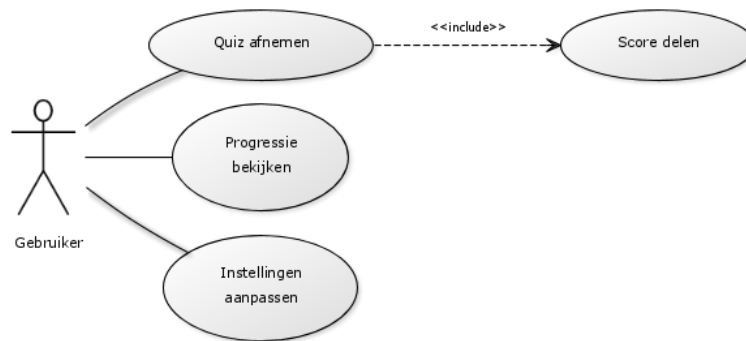 Quiz afnemen
<<include>>
Score delen
Progressie
bekijken
Gebruiker
Instellingen
aanpassen